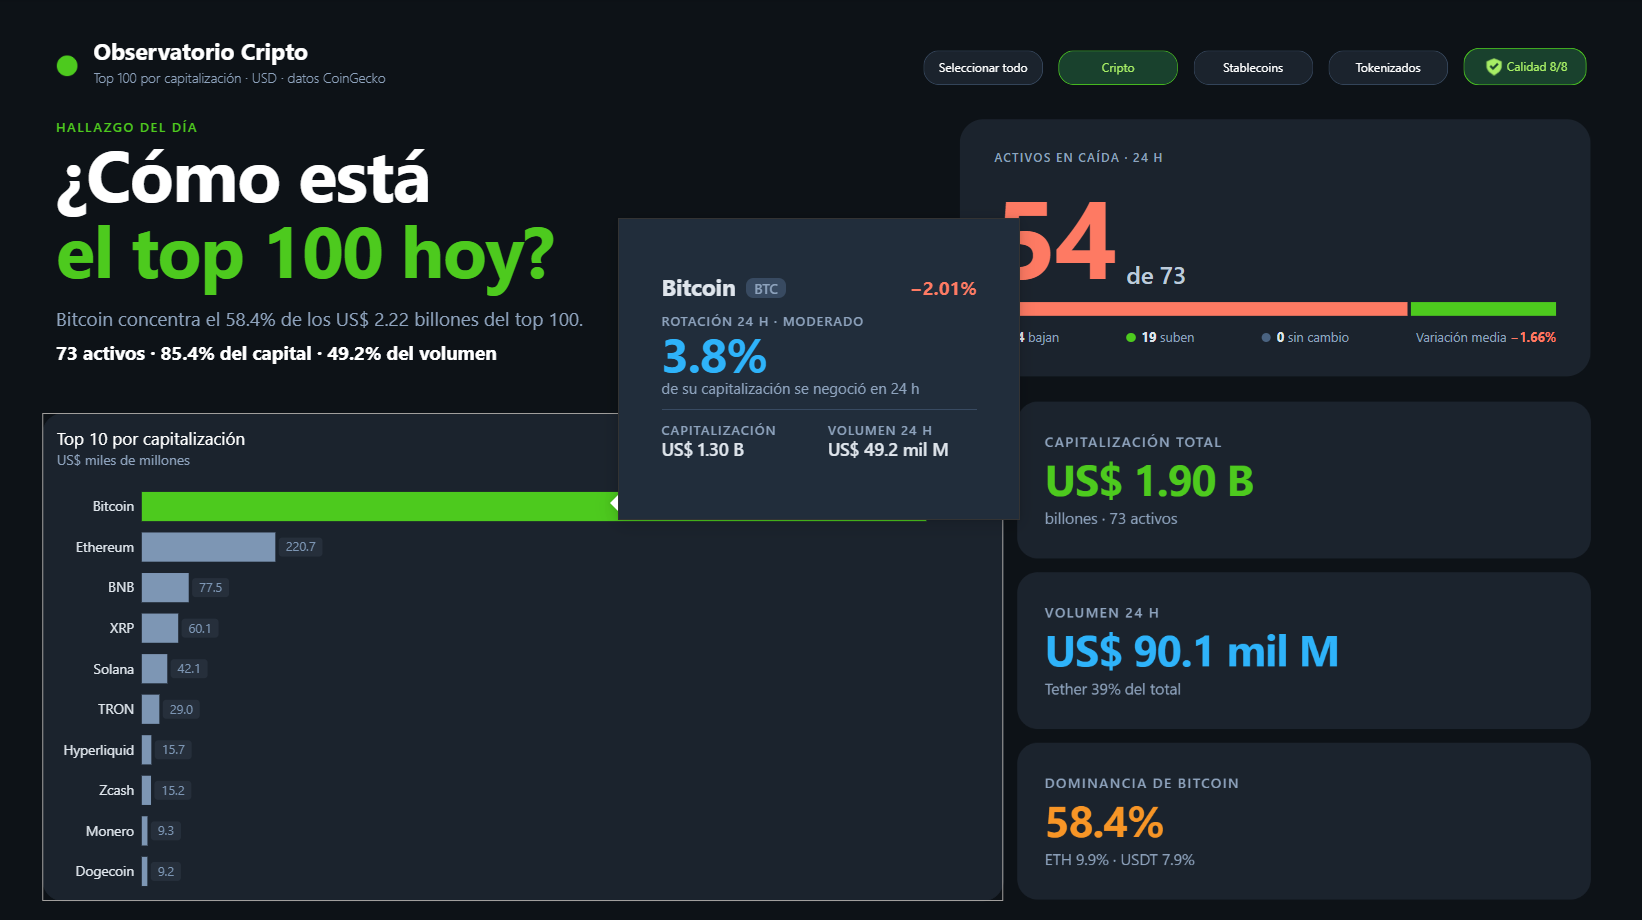 Observatorio Cripto
Top 100 por capitalización · USD · datos CoinGecko
Seleccionar todo
Cripto
Stablecoins
Tokenizados
Calidad 8/8
HALLAZGO DEL DÍA
¿Cómo está
el top 100 hoy?
Bitcoin concentra el 58.4% de los US$ 2.22 billones del top 100.
73 activos · 85.4% del capital · 49.2% del volumen
ACTIVOS EN CAÍDA · 24 H
54 de 73
4 bajan
19 suben
0 sin cambio
Variación media −1.66%
Bitcoin BTC −2.01%
ROTACIÓN 24 H · MODERADO
3.8%
de su capitalización se negoció en 24 h
CAPITALIZACIÓN
US$ 1.30 B
VOLUMEN 24 H
US$ 49.2 mil M
Top 10 por capitalización
US$ miles de millones
Bitcoin
Ethereum 220.7
BNB 77.5
XRP 60.1
Solana 42.1
TRON 29.0
Hyperliquid 15.7
Zcash 15.2
Monero 9.3
Dogecoin 9.2
CAPITALIZACIÓN TOTAL
US$ 1.90 B
billones · 73 activos
VOLUMEN 24 H
US$ 90.1 mil M
Tether 39% del total
DOMINANCIA DE BITCOIN
58.4%
ETH 9.9% · USDT 7.9%